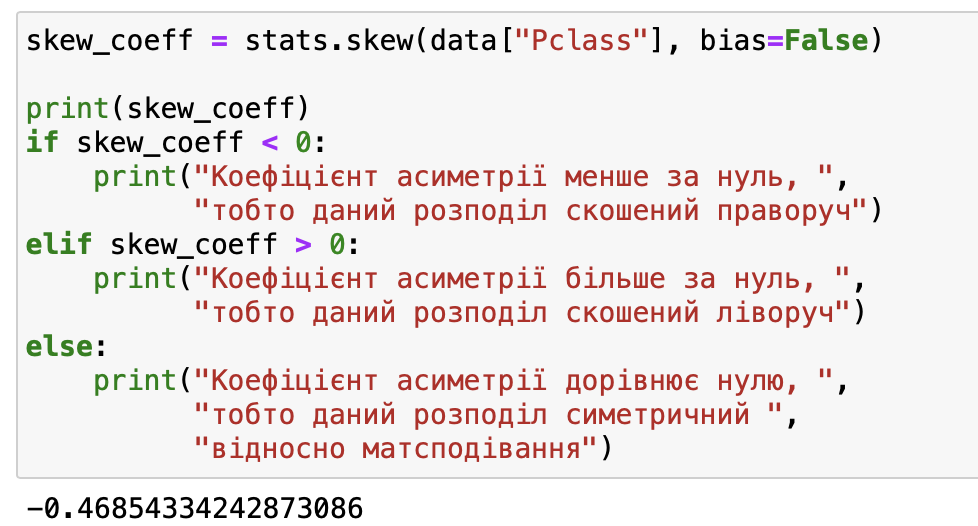 skew_coeff = stats.skew(data["Pclass"], bias=False)

print(skew_coeff)
if skew_coeff < 0:
    print("Коефіцієнт асиметрії менше за нуль, ",
          "тобто даний розподіл скошений праворуч")
elif skew_coeff > 0:
    print("Коефіцієнт асиметрії більше за нуль, ",
          "тобто даний розподіл скошений ліворуч")
else:
    print("Коефіцієнт асиметрії дорівнює нулю, ",
          "тобто даний розподіл симетричний ",
          "відносно матсподівання")
-0.46854334242873086